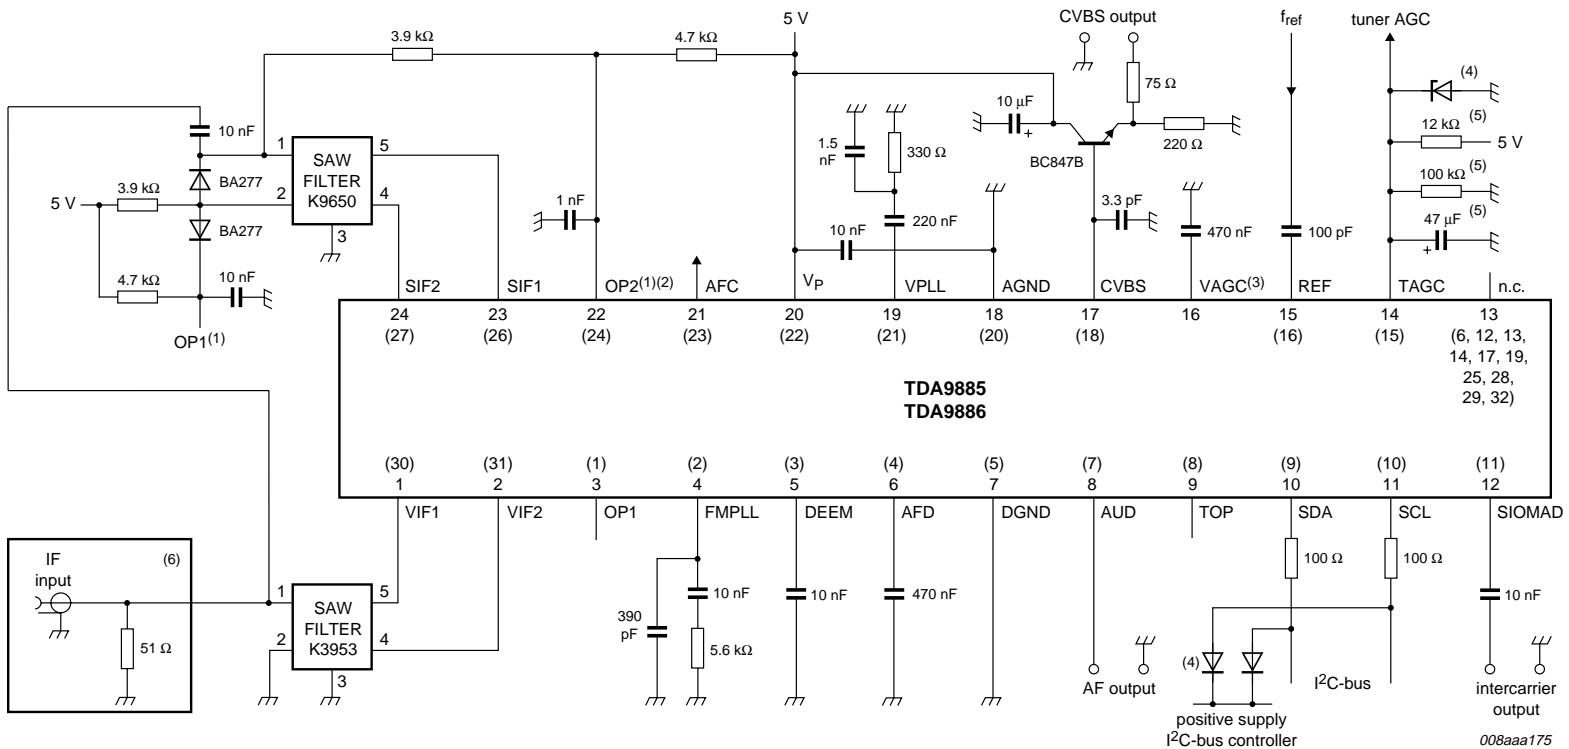 5 V
CVBS output
f_ref
tuner AGC
3.9 kΩ
4.7 kΩ
(4)
75 Ω
10 nF
10 μF
+
(5)
12 kΩ
5 V
1
5
SAW
FILTER
K9650
1.5
nF
330 Ω
BC847B
220 Ω
BA277
(5)
100 kΩ
3.9 kΩ
5 V
2
4
1 nF
220 nF
3.3 pF
(5)
47 μF
+
BA277
3
10 nF
470 nF
100 pF
4.7 kΩ
10 nF
SIF2
SIF1
OP2(1)(2)
AFC
V_P
VPLL
AGND
CVBS
VAGC(3)
REF
TAGC
n.c.
OP1(1)
24
23
22
21
20
19
18
17
16
15
14
13
(27)
(26)
(24)
(23)
(22)
(21)
(20)
(18)
(16)
(15)
(6, 12, 13,
14, 17, 19,
25, 28,
29, 32)
TDA9885
TDA9886
(30)
(31)
(1)
(2)
(3)
(4)
(5)
(7)
(8)
(9)
(10)
(11)
1
2
3
4
5
6
7
8
9
10
11
12
VIF1
VIF2
OP1
FMPLL
DEEM
AFD
DGND
AUD
TOP
SDA
SCL
SIOMAD
IF
input
(6)
100 Ω
100 Ω
1
5
SAW
FILTER
K3953
10 nF
10 nF
470 nF
10 nF
51 Ω
2
4
3
390
pF
5.6 kΩ
(4)
AF output
I²C-bus
intercarrier
output
positive supply
I²C-bus controller
008aaa175